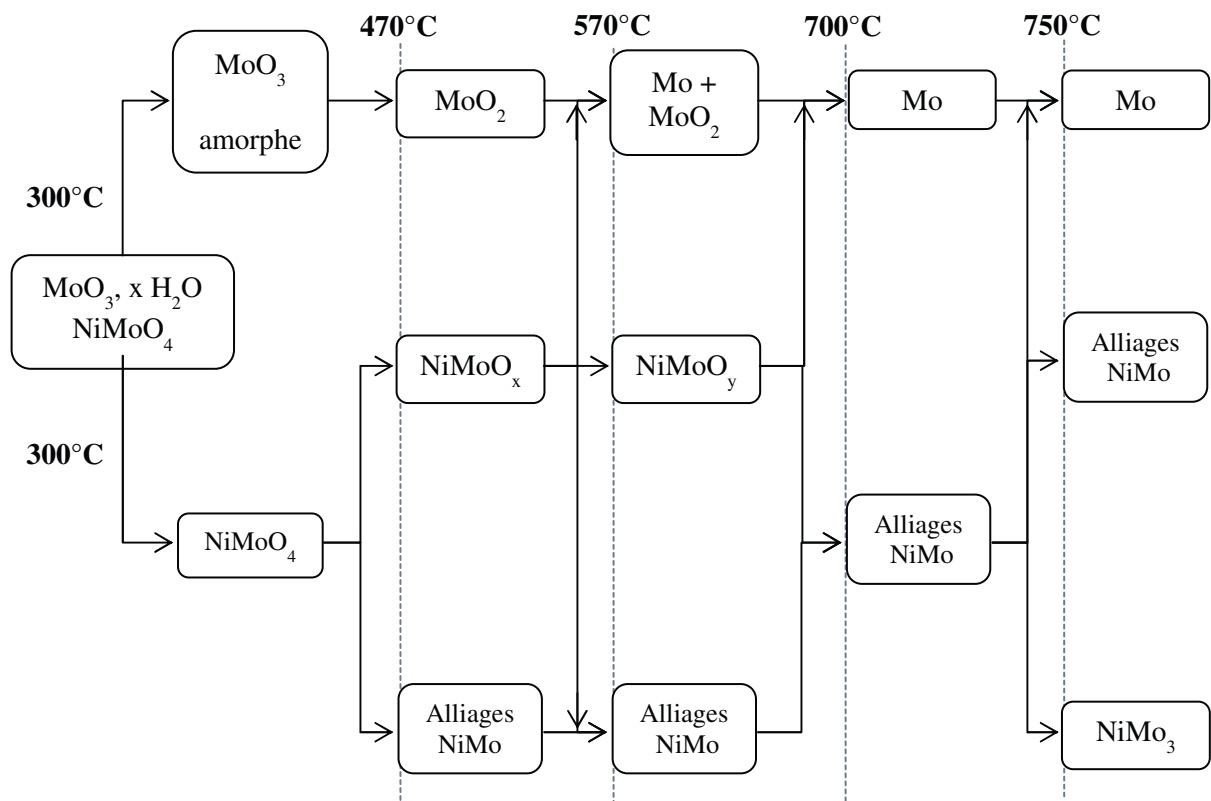 470°C
570°C
700°C
750°C
MoO₃
amorphe
MoO₂
Mo +
MoO₂
Mo
Mo
300°C
MoO₃, x H₂O
NiMoO₄
NiMoOₓ
NiMoOᵧ
Alliages
NiMo
300°C
NiMoO₄
Alliages
NiMo
Alliages
NiMo
Alliages
NiMo
NiMo₃